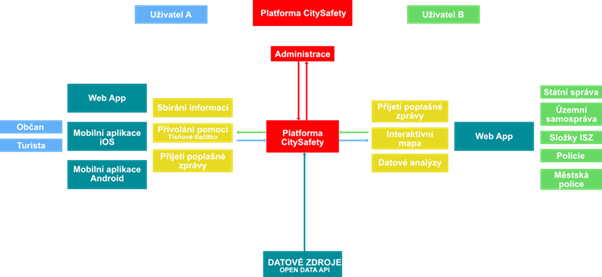 Uživatel A
Platforma CitySafety
Uživatel B
Administrace
Web App
Sbírání informací
Občan
Turista
Mobilní aplikace
iOS
Přivolání pomoci
Tísňové tlačítko
Mobilní aplikace
Android
Přijetí poplašné
zprávy
Platforma
CitySafety
Přijetí poplašné
zprávy
Interaktivní
mapa
Datové analýzy
Web App
Státní správa
Územní
samospráva
Složky ISZ
Policie
Městská
police
DATOVÉ ZDROJE
OPEN DATA API